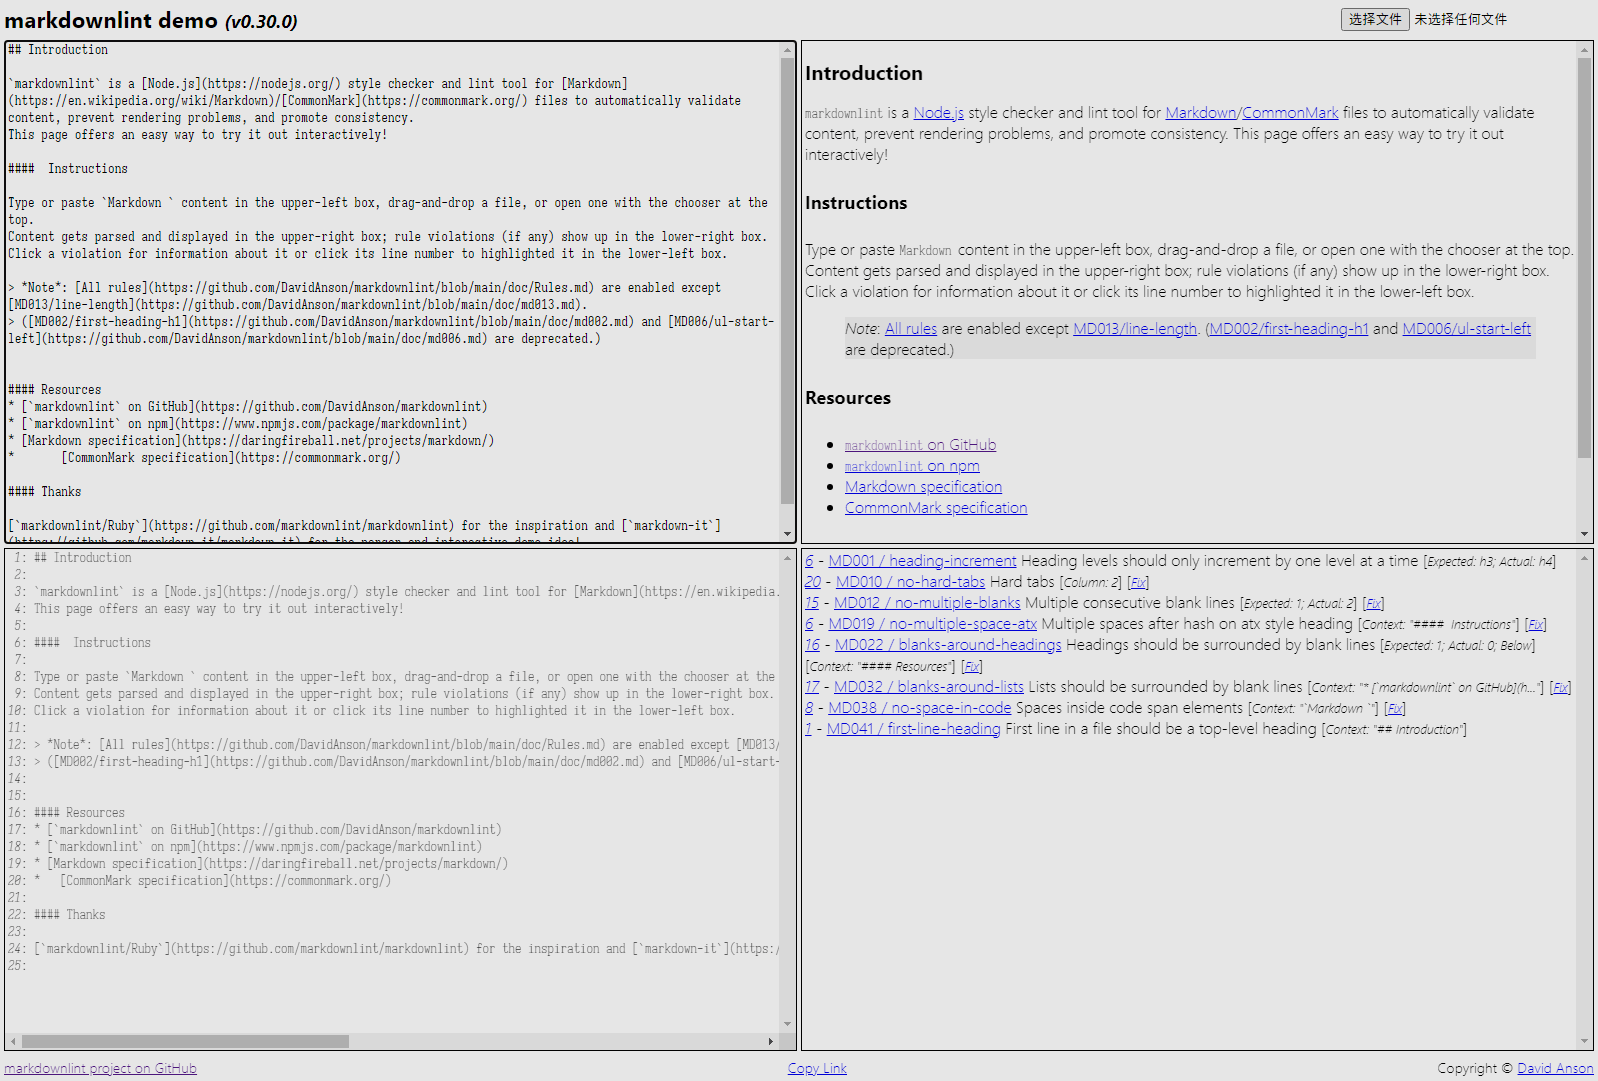 markdownlint demo (v0.30.0)
选择文件 未选择任何文件
## Introduction
`markdownlint` is a [Node.js](https://nodejs.org/) style checker and lint tool for [Markdown]
(https://en.wikipedia.org/wiki/Markdown)/[CommonMark](https://commonmark.org/) files to automatically validate
content, prevent rendering problems, and promote consistency.
This page offers an easy way to try it out interactively!
####  Instructions
Type or paste `Markdown ` content in the upper-left box, drag-and-drop a file, or open one with the chooser at the
top.
Content gets parsed and displayed in the upper-right box; rule violations (if any) show up in the lower-right box.
Click a violation for information about it or click its line number to highlighted it in the lower-left box.
> *Note*: [All rules](https://github.com/DavidAnson/markdownlint/blob/main/doc/Rules.md) are enabled except
[MD013/line-length](https://github.com/DavidAnson/markdownlint/blob/main/doc/md013.md).
> ([MD002/first-heading-h1](https://github.com/DavidAnson/markdownlint/blob/main/doc/md002.md) and [MD006/ul-start-
left](https://github.com/DavidAnson/markdownlint/blob/main/doc/md006.md) are deprecated.)
#### Resources
* [`markdownlint` on GitHub](https://github.com/DavidAnson/markdownlint)
* [`markdownlint` on npm](https://www.npmjs.com/package/markdownlint)
* [Markdown specification](https://daringfireball.net/projects/markdown/)
*	[CommonMark specification](https://commonmark.org/)
#### Thanks
[`markdownlint/Ruby`](https://github.com/markdownlint/markdownlint) for the inspiration and [`markdown-it`]
(https://github.com/markdown-it/markdown-it) for the parser and interactive demo idea!
Introduction
markdownlint is a Node.js style checker and lint tool for Markdown/CommonMark files to automatically validate
content, prevent rendering problems, and promote consistency. This page offers an easy way to try it out
interactively!
Instructions
Type or paste Markdown content in the upper-left box, drag-and-drop a file, or open one with the chooser at the top.
Content gets parsed and displayed in the upper-right box; rule violations (if any) show up in the lower-right box.
Click a violation for information about it or click its line number to highlighted it in the lower-left box.
Note: All rules are enabled except MD013/line-length. (MD002/first-heading-h1 and MD006/ul-start-left
are deprecated.)
Resources
• markdownlint on GitHub
• markdownlint on npm
• Markdown specification
• CommonMark specification
1: ## Introduction
2:
3: `markdownlint` is a [Node.js](https://nodejs.org/) style checker and lint tool for [Markdown](https://en.wikipedia.
4: This page offers an easy way to try it out interactively!
5:
6: ####  Instructions
7:
8: Type or paste `Markdown ` content in the upper-left box, drag-and-drop a file, or open one with the chooser at the
9: Content gets parsed and displayed in the upper-right box; rule violations (if any) show up in the lower-right box.
10: Click a violation for information about it or click its line number to highlighted it in the lower-left box.
11:
12: > *Note*: [All rules](https://github.com/DavidAnson/markdownlint/blob/main/doc/Rules.md) are enabled except [MD013/
13: > ([MD002/first-heading-h1](https://github.com/DavidAnson/markdownlint/blob/main/doc/md002.md) and [MD006/ul-start-
14:
15:
16: #### Resources
17: * [`markdownlint` on GitHub](https://github.com/DavidAnson/markdownlint)
18: * [`markdownlint` on npm](https://www.npmjs.com/package/markdownlint)
19: * [Markdown specification](https://daringfireball.net/projects/markdown/)
20: *	[CommonMark specification](https://commonmark.org/)
21:
22: #### Thanks
23:
24: [`markdownlint/Ruby`](https://github.com/markdownlint/markdownlint) for the inspiration and [`markdown-it`](https:/
25:
6 - MD001 / heading-increment Heading levels should only increment by one level at a time [Expected: h3; Actual: h4]
20 - MD010 / no-hard-tabs Hard tabs [Column: 2] [Fix]
15 - MD012 / no-multiple-blanks Multiple consecutive blank lines [Expected: 1; Actual: 2] [Fix]
6 - MD019 / no-multiple-space-atx Multiple spaces after hash on atx style heading [Context: "####  Instructions"] [Fix]
16 - MD022 / blanks-around-headings Headings should be surrounded by blank lines [Expected: 1; Actual: 0; Below]
[Context: "#### Resources"] [Fix]
17 - MD032 / blanks-around-lists Lists should be surrounded by blank lines [Context: "* [`markdownlint` on GitHub](h..."] [Fix]
8 - MD038 / no-space-in-code Spaces inside code span elements [Context: "`Markdown `"] [Fix]
1 - MD041 / first-line-heading First line in a file should be a top-level heading [Context: "## Introduction"]
markdownlint project on GitHub
Copy Link
Copyright © David Anson